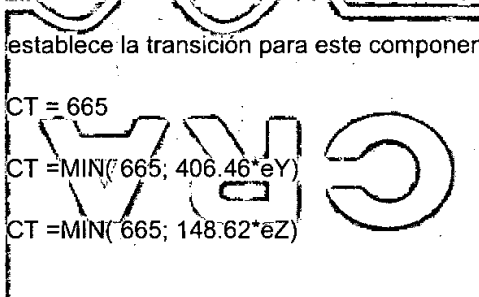 establece la transición para este componen
CT = 665
CT =MIN( 665; 406.46*eY)
CT =MIN( 665; 148.62*eZ)